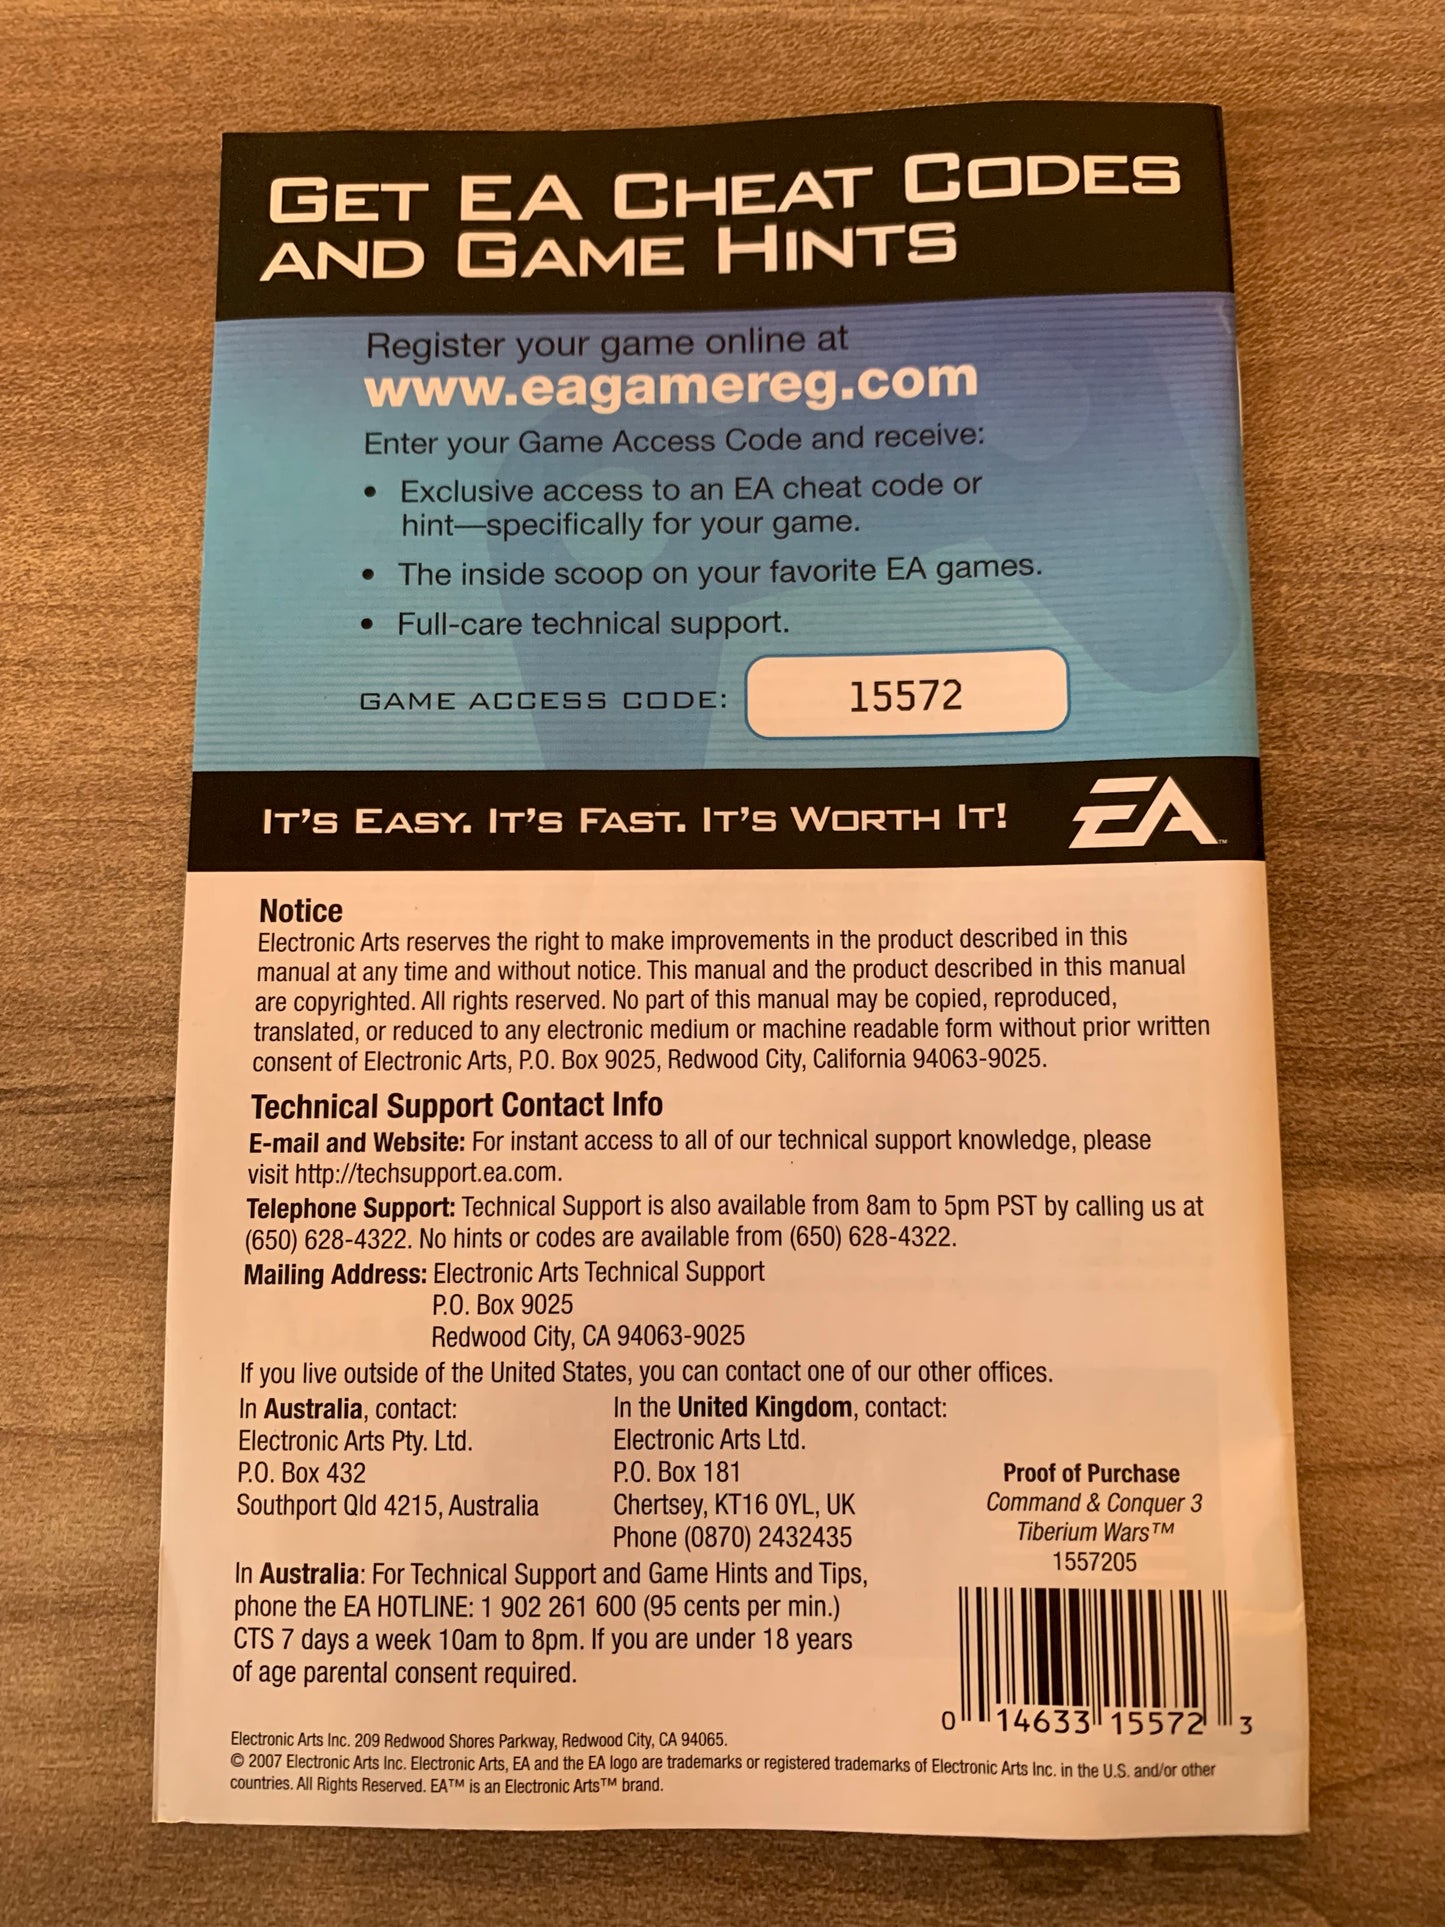 GET EA CHEAT CODES
AND GAME HINTS
Register your game online at
www.eagamereg.com
Enter your Game Access Code and receive:
• Exclusive access to an EA cheat code or
hint—specifically for your game.
• The inside scoop on your favorite EA games.
• Full-care technical support.
GAME ACCESS CODE: 15572
IT'S EASY. IT'S FAST. IT'S WORTH IT! EA™
Notice
Electronic Arts reserves the right to make improvements in the product described in this
manual at any time and without notice. This manual and the product described in this manual
are copyrighted. All rights reserved. No part of this manual may be copied, reproduced,
translated, or reduced to any electronic medium or machine readable form without prior written
consent of Electronic Arts, P.O. Box 9025, Redwood City, California 94063-9025.
Technical Support Contact Info
E-mail and Website: For instant access to all of our technical support knowledge, please
visit http://techsupport.ea.com.
Telephone Support: Technical Support is also available from 8am to 5pm PST by calling us at
(650) 628-4322. No hints or codes are available from (650) 628-4322.
Mailing Address: Electronic Arts Technical Support
P.O. Box 9025
Redwood City, CA 94063-9025
If you live outside of the United States, you can contact one of our other offices.
In Australia, contact:
Electronic Arts Pty. Ltd.
P.O. Box 432
Southport Qld 4215, Australia
In the United Kingdom, contact:
Electronic Arts Ltd.
P.O. Box 181
Chertsey, KT16 0YL, UK
Phone (0870) 2432435
In Australia: For Technical Support and Game Hints and Tips,
phone the EA HOTLINE: 1 902 261 600 (95 cents per min.)
CTS 7 days a week 10am to 8pm. If you are under 18 years
of age parental consent required.
Proof of Purchase
Command & Conquer 3
Tiberium Wars™
1557205
0 14633 15572 3
Electronic Arts Inc. 209 Redwood Shores Parkway, Redwood City, CA 94065.
© 2007 Electronic Arts Inc. Electronic Arts, EA and the EA logo are trademarks or registered trademarks of Electronic Arts Inc. in the U.S. and/or other
countries. All Rights Reserved. EA™ is an Electronic Arts™ brand.